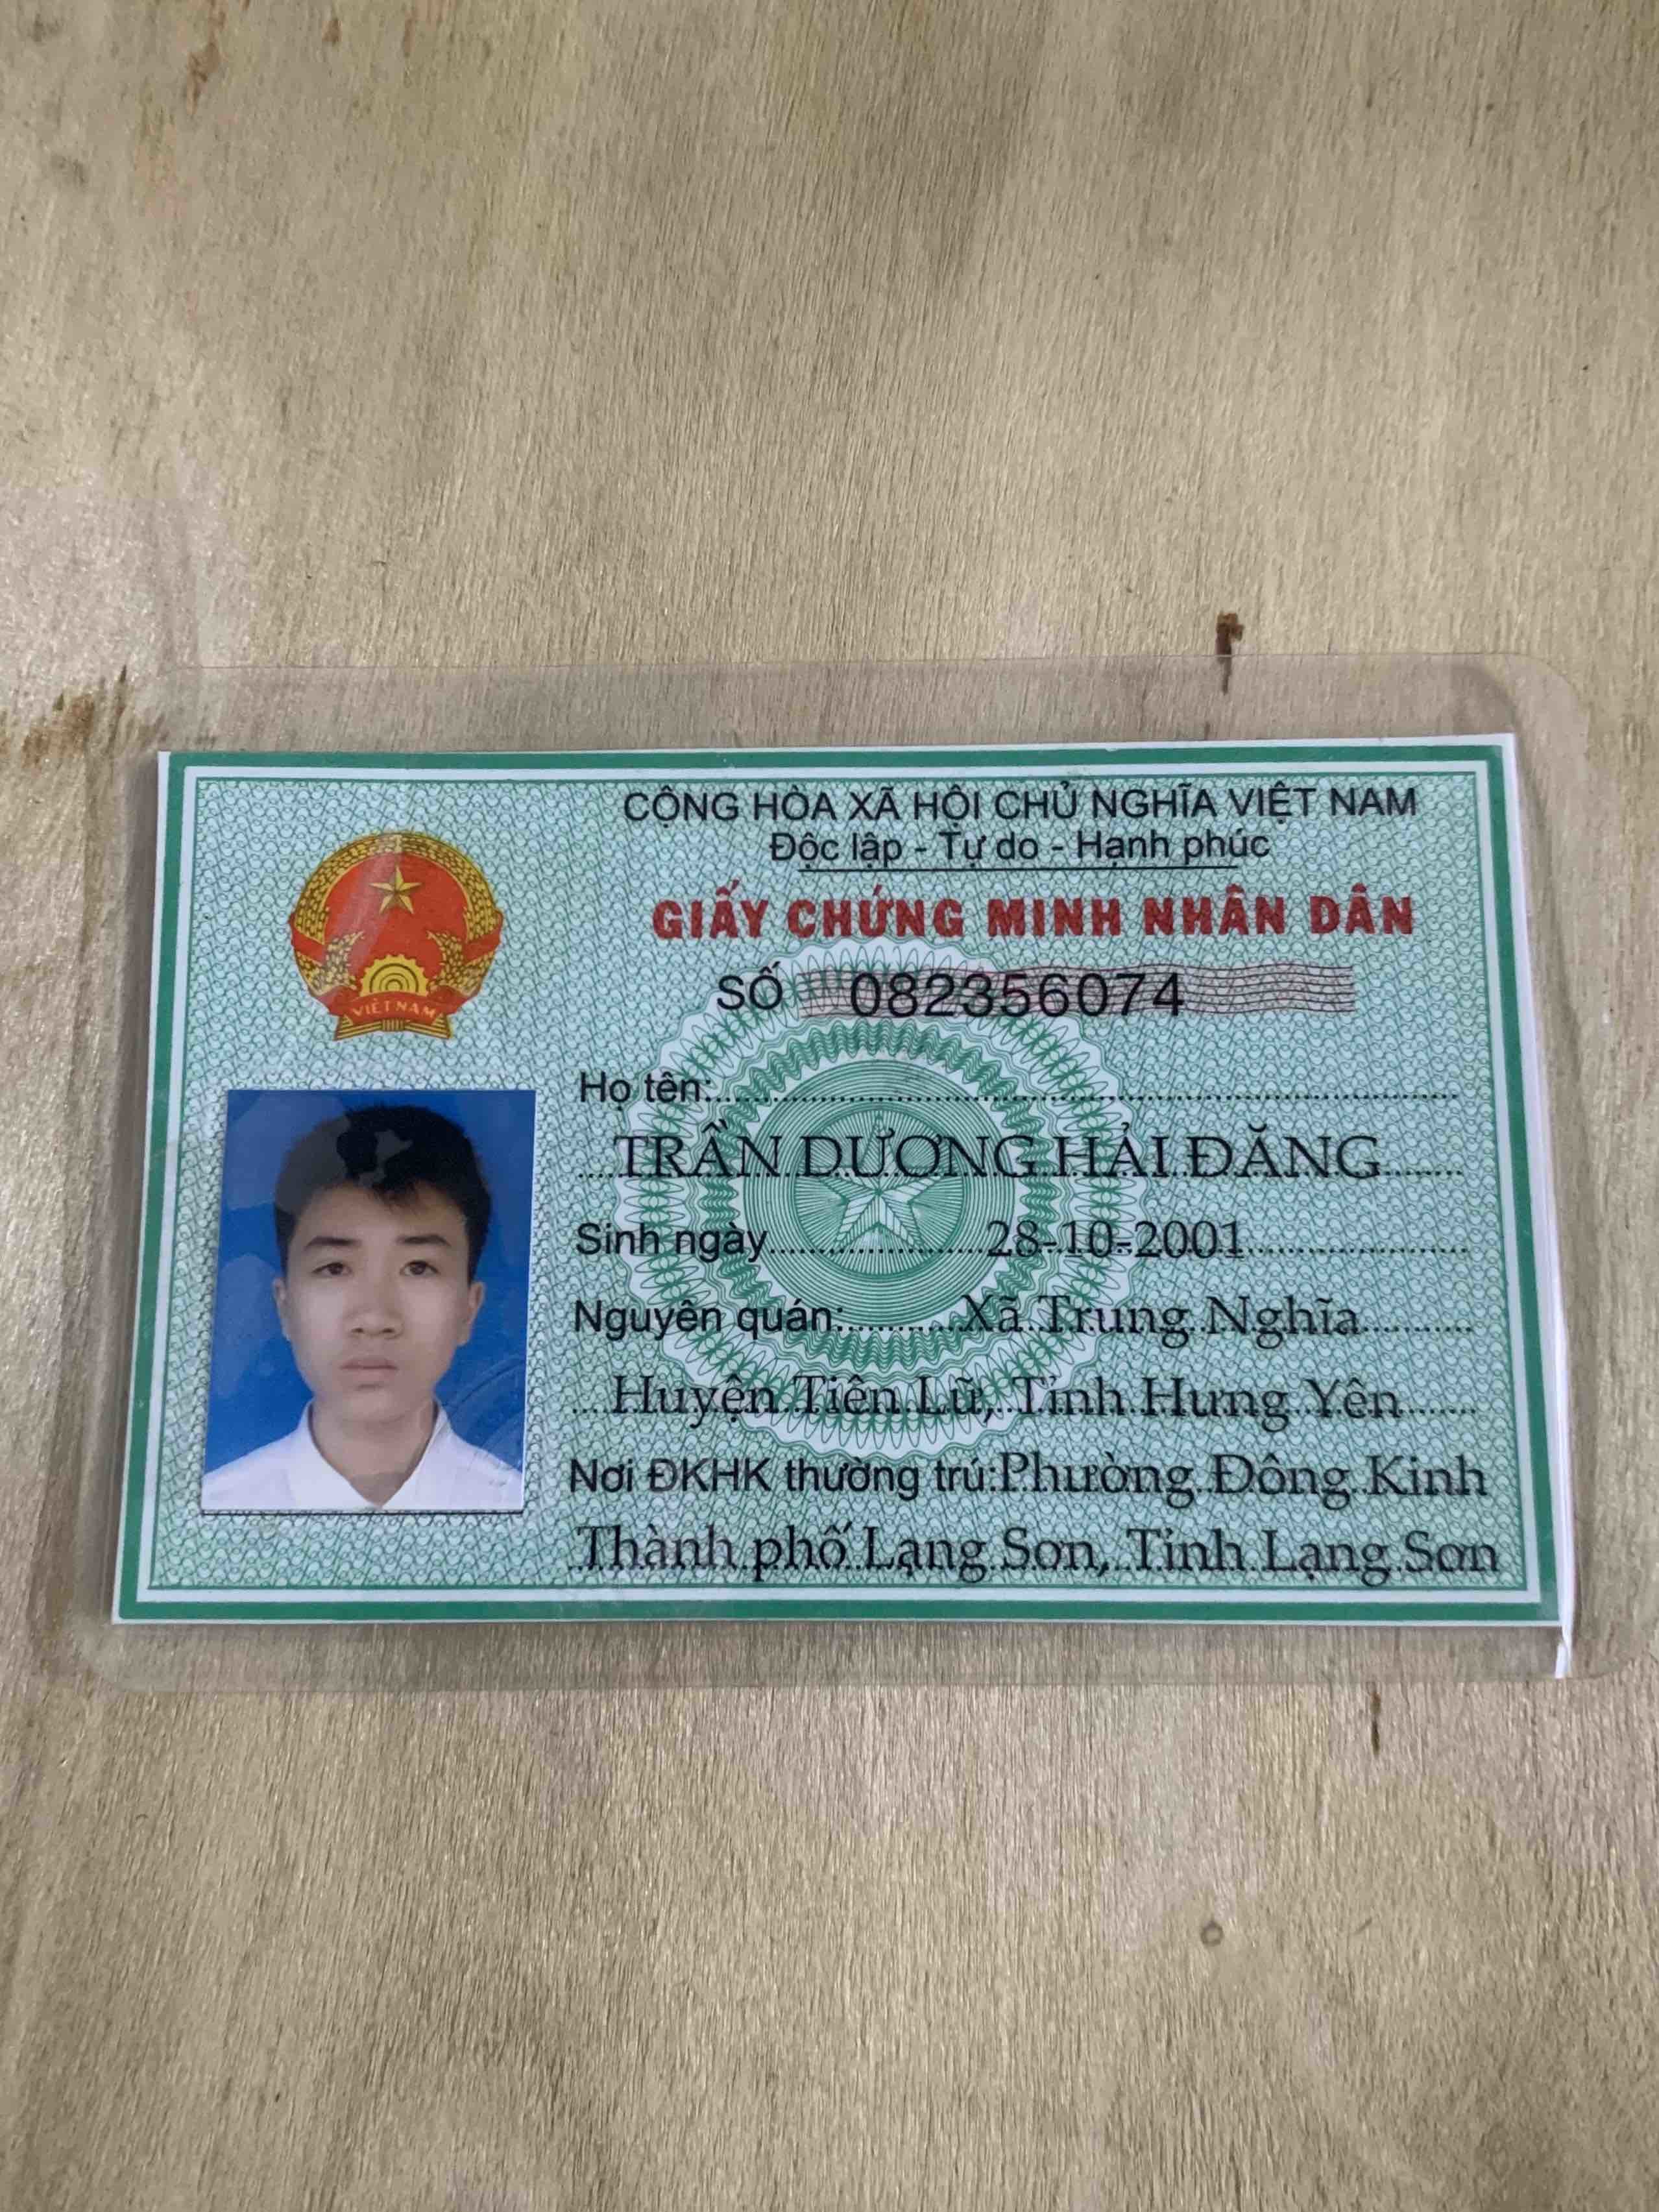 CỘNG HÒA XÃ HỘI CHỦ NGHĨA VIỆT NAM
Độc lập - Tự do - Hạnh phúc
GIẤY CHỨNG MINH NHÂN DÂN
SỐ 082356074
VIỆT NAM
Họ tên:
TRẦN DƯƠNG HẢI ĐĂNG
Sinh ngày 28-10-2001
Nguyên quán: Xã Trung Nghĩa
Huyện Tiên Lữ, Tỉnh Hưng Yên
Nơi ĐKHK thường trú: Phường Đông Kinh
Thành phố Lạng Sơn, Tỉnh Lạng Sơn